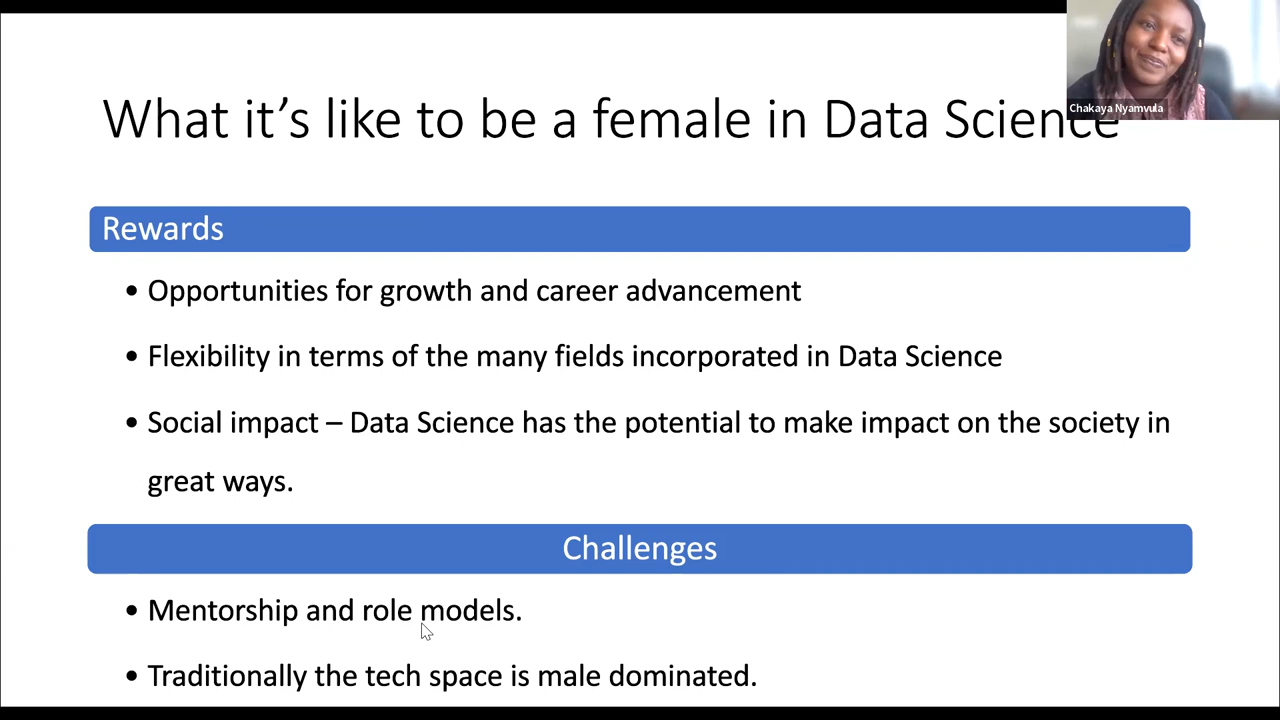 What it's like to be a female in Data Science
Chakaya Nyamvula
Rewards
• Opportunities for growth and career advancement
• Flexibility in terms of the many fields incorporated in Data Science
• Social impact – Data Science has the potential to make impact on the society in
great ways.
Challenges
• Mentorship and role models.
• Traditionally the tech space is male dominated.